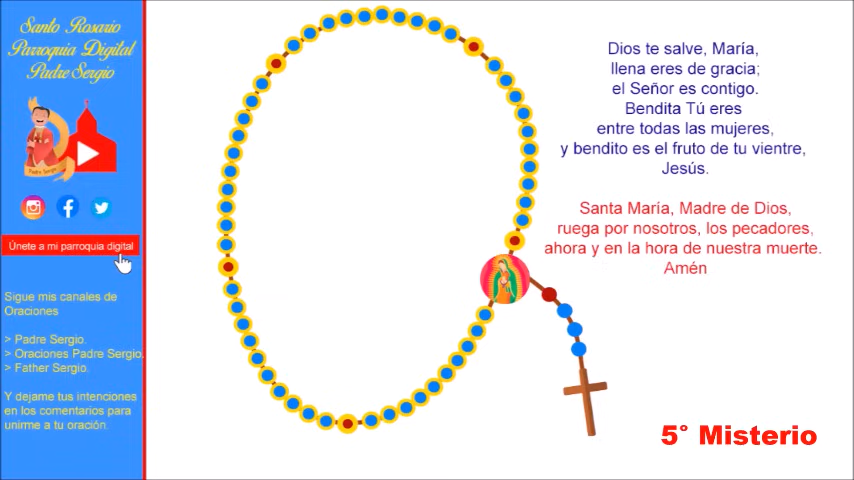 Santo Rosario
Parroquia Digital
Padre Sergio
Padre Sergio
Únete a mi parroquia digital
Sigue mis canales de
Oraciones
> Padre Sergio.
> Oraciones Padre Sergio.
> Father Sergio.
Y dejame tus intenciones
en los comentarios para
unirme a tu oración.
Dios te salve, María,
llena eres de gracia;
el Señor es contigo.
Bendita Tú eres
entre todas las mujeres,
y bendito es el fruto de tu vientre,
Jesús.
Santa María, Madre de Dios,
ruega por nosotros, los pecadores,
ahora y en la hora de nuestra muerte.
Amén
5° Misterio